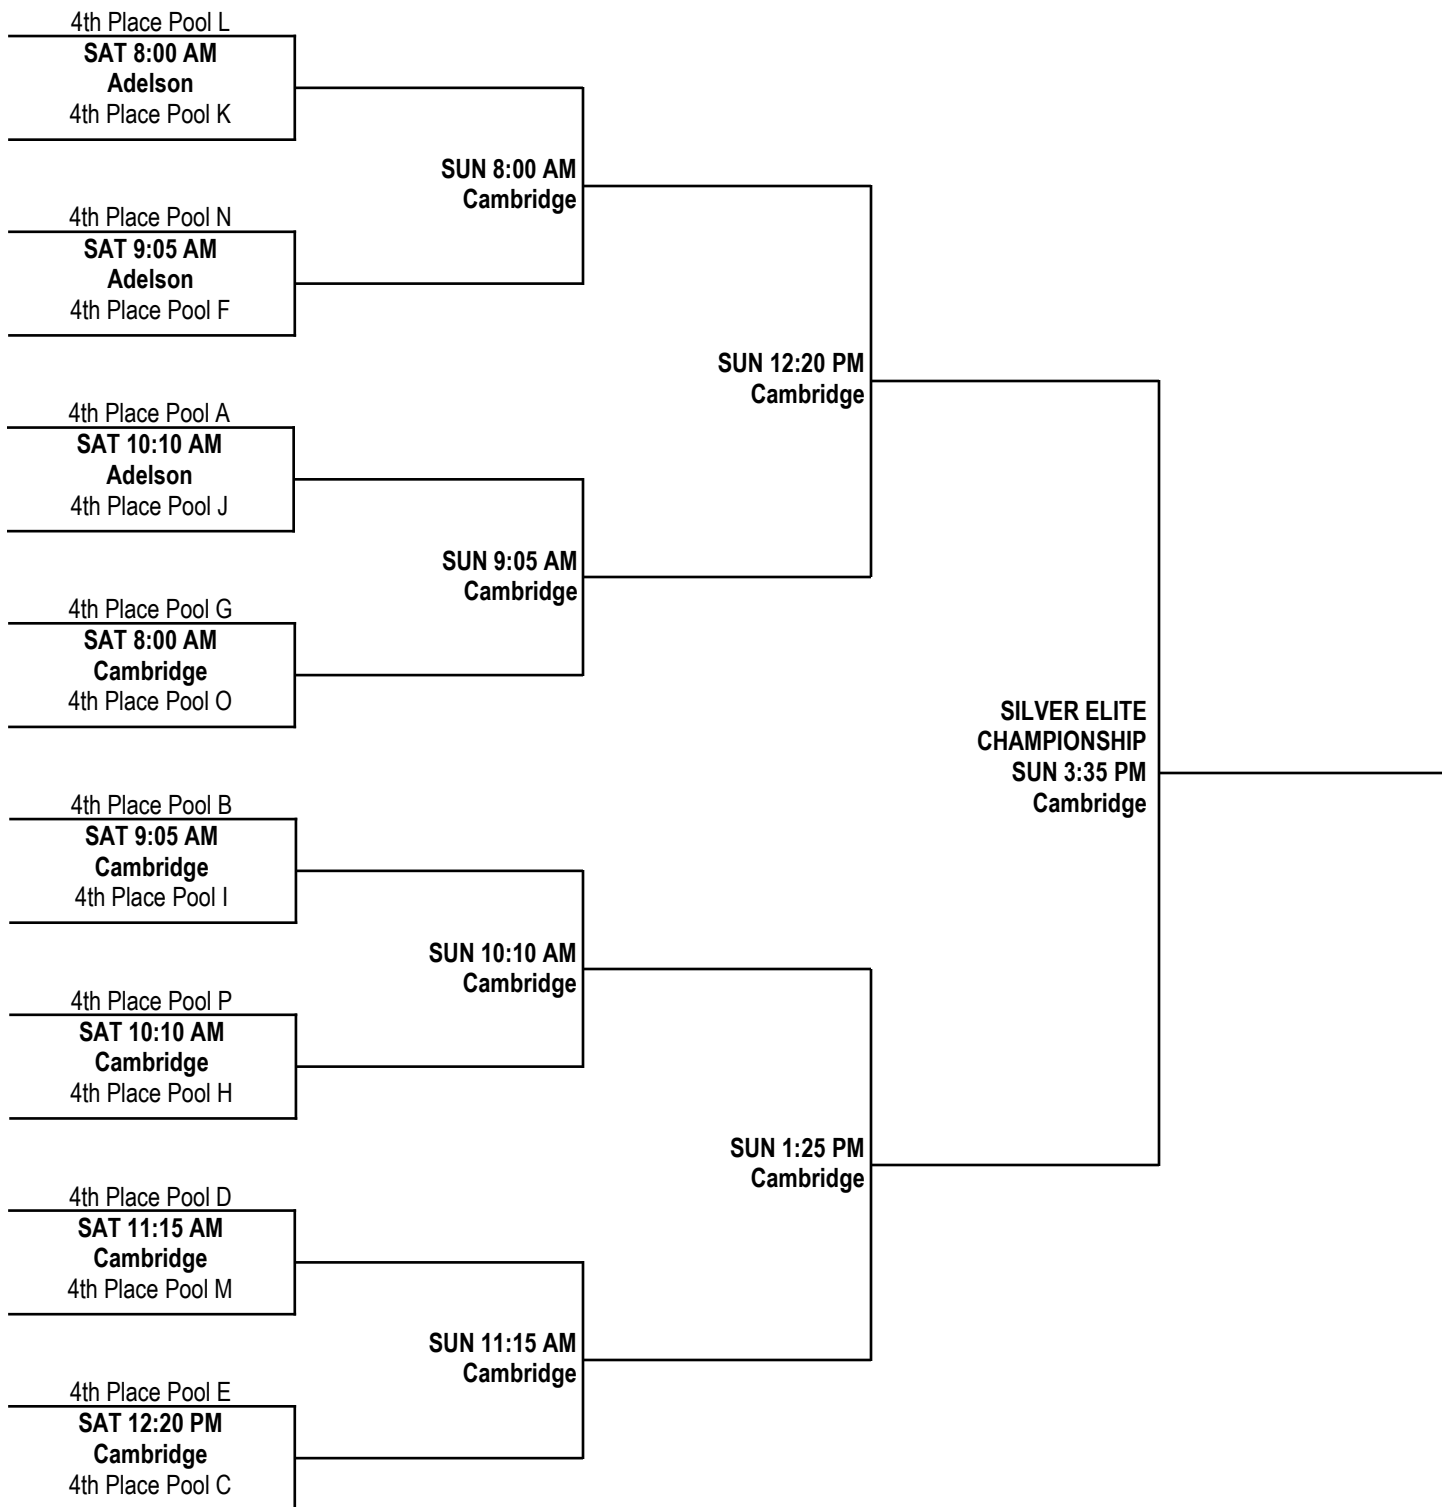 4th Place Pool L
SAT 8:00 AM
Adelson
4th Place Pool K
SUN 8:00 AM
Cambridge
4th Place Pool N
SAT 9:05 AM
Adelson
4th Place Pool F
SUN 12:20 PM
Cambridge
4th Place Pool A
SAT 10:10 AM
Adelson
4th Place Pool J
SUN 9:05 AM
Cambridge
4th Place Pool G
SAT 8:00 AM
Cambridge
4th Place Pool O
SILVER ELITE
CHAMPIONSHIP
SUN 3:35 PM
Cambridge
4th Place Pool B
SAT 9:05 AM
Cambridge
4th Place Pool I
SUN 10:10 AM
Cambridge
4th Place Pool P
SAT 10:10 AM
Cambridge
4th Place Pool H
SUN 1:25 PM
Cambridge
4th Place Pool D
SAT 11:15 AM
Cambridge
4th Place Pool M
SUN 11:15 AM
Cambridge
4th Place Pool E
SAT 12:20 PM
Cambridge
4th Place Pool C